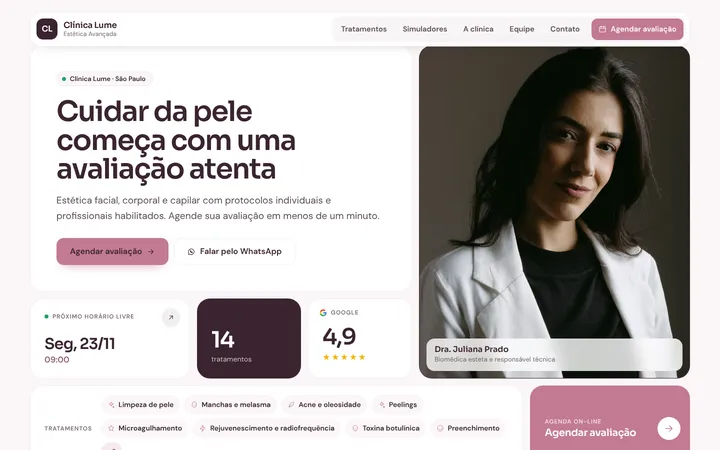 CL
Clínica Lume
Estética Avançada
Tratamentos
Simuladores
A clínica
Equipe
Contato
Agendar avaliação
Clínica Lume · São Paulo
Cuidar da pele
começa com uma
avaliação atenta
Estética facial, corporal e capilar com protocolos individuais e
profissionais habilitados. Agende sua avaliação em menos de um minuto.
Agendar avaliação →
Falar pelo WhatsApp
PRÓXIMO HORÁRIO LIVRE
Seg, 23/11
09:00
14
tratamentos
GOOGLE
4,9
★★★★★
Dra. Juliana Prado
Biomédica esteta e responsável técnica
Limpeza de pele
Manchas e melasma
Acne e oleosidade
Peelings
TRATAMENTOS
Microagulhamento
Rejuvenescimento e radiofrequência
Toxina botulínica
Preenchimento
AGENDA ON-LINE
Agendar avaliação